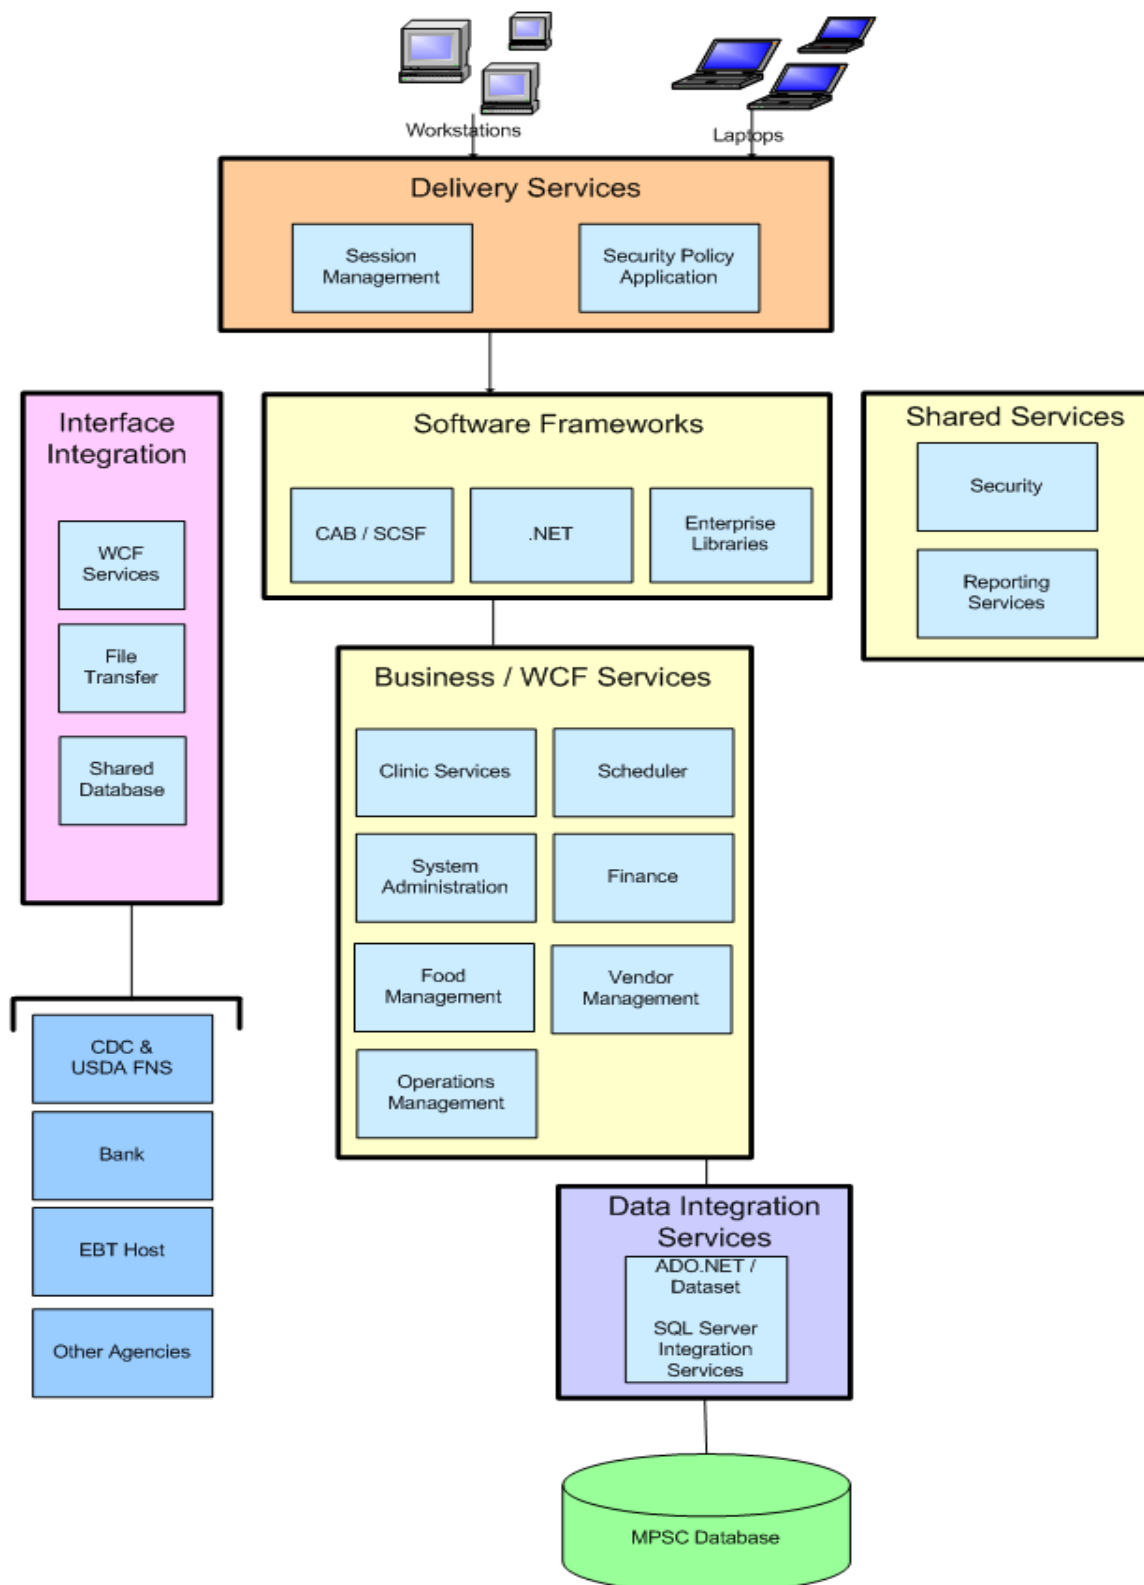 Workstations
Laptops
Delivery Services
Session
Management
Security Policy
Application
Interface
Integration
WCF
Services
File
Transfer
Shared
Database
Software Frameworks
CAB / SCSF
.NET
Enterprise
Libraries
Shared Services
Security
Reporting
Services
Business / WCF Services
Clinic Services
Scheduler
System
Administration
Finance
Food
Management
Vendor
Management
Operations
Management
CDC &
USDA FNS
Bank
EBT Host
Other Agencies
Data Integration
Services
ADO.NET /
Dataset
SQL Server
Integration
Services
MPSC Database